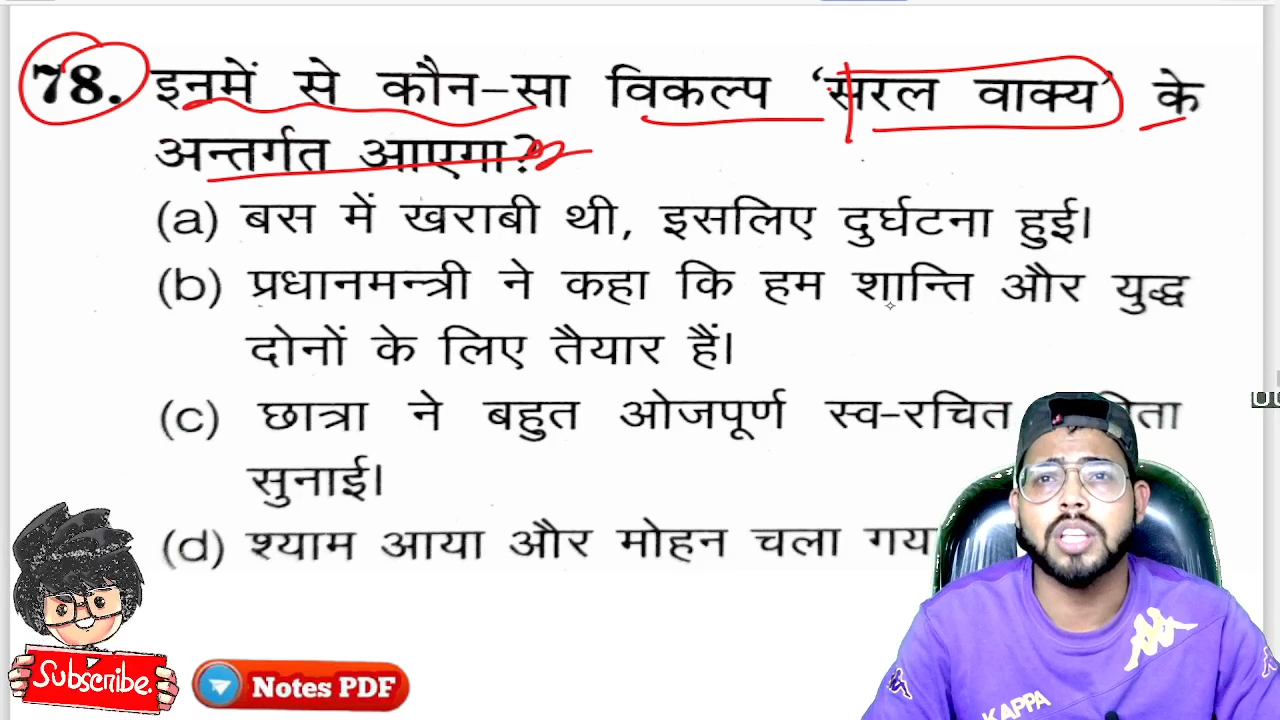 78. इनमें से कौन-सा विकल्प 'सरल वाक्य' के
अन्तर्गत आएगा?
(a) बस में खराबी थी, इसलिए दुर्घटना हुई।
(b) प्रधानमन्त्री ने कहा कि हम शान्ति और युद्ध
दोनों के लिए तैयार हैं।
(c) छात्रा ने बहुत ओजपूर्ण स्व-रचित
सुनाई।
(d) श्याम आया और मोहन चला
Subscribe.
Notes PDF
KAPPA